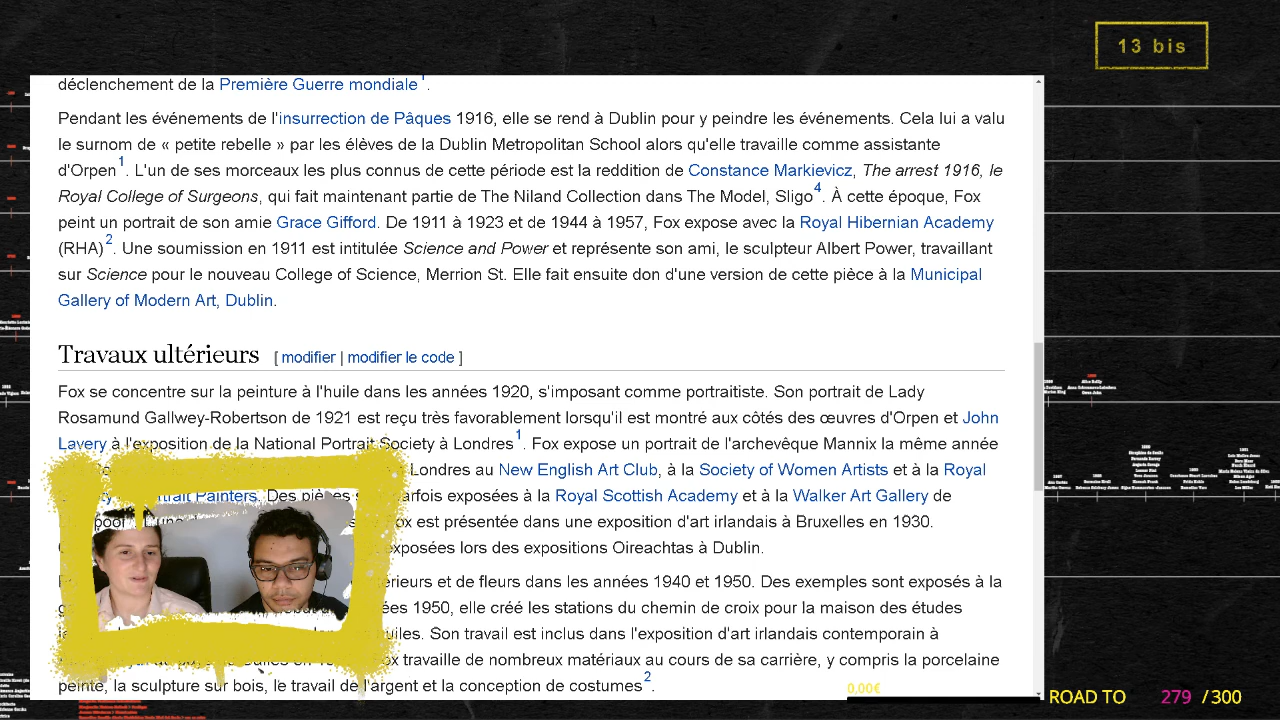 13 bis
déclenchement de la Première Guerre mondiale 1.
Pendant les événements de l'insurrection de Pâques 1916, elle se rend à Dublin pour y peindre les événements. Cela lui a valu
le surnom de « petite rebelle » par les élèves de la Dublin Metropolitan School alors qu'elle travaille comme assistante
d'Orpen 1. L'un de ses morceaux les plus connus de cette période est la reddition de Constance Markievicz, The arrest 1916, le
Royal College of Surgeons, qui fait maintenant partie de The Niland Collection dans The Model, Sligo 4. À cette époque, Fox
peint un portrait de son amie Grace Gifford. De 1911 à 1923 et de 1944 à 1957, Fox expose avec la Royal Hibernian Academy
(RHA) 2. Une soumission en 1911 est intitulée Science and Power et représente son ami, le sculpteur Albert Power, travaillant
sur Science pour le nouveau College of Science, Merrion St. Elle fait ensuite don d'une version de cette pièce à la Municipal
Gallery of Modern Art, Dublin.
Travaux ultérieurs [ modifier | modifier le code ]
Fox se concentre sur la peinture à l'huile dans les années 1920, s'imposant comme portraitiste. Son portrait de Lady
Rosamund Gallwey-Robertson de 1921 est reçu très favorablement lorsqu'il est montré aux côtés des œuvres d'Orpen et John
Lavery à l'exposition de la National Portrait Society à Londres 1. Fox expose un portrait de l'archevêque Mannix la même année
Londres au New English Art Club, à la Society of Women Artists et à la Royal
Painters. Des exposées à la Royal Scottish Academy et à la Walker Art Gallery de
est présentée dans une exposition d'art irlandais à Bruxelles en 1930.
exposées lors des expositions Oireachtas à Dublin.
et de fleurs dans les années 1940 et 1950. Des exemples sont exposés à la
1950, elle créé les stations du chemin de croix pour la maison des études
Son travail est inclus dans l'exposition d'art irlandais contemporain à
travaille de nombreux matériaux au cours de sa carrière, y compris la porcelaine
peinte, la sculpture sur bois, le travail de l'argent et la conception de costumes 2.
0,00€
ROAD TO 279 / 300